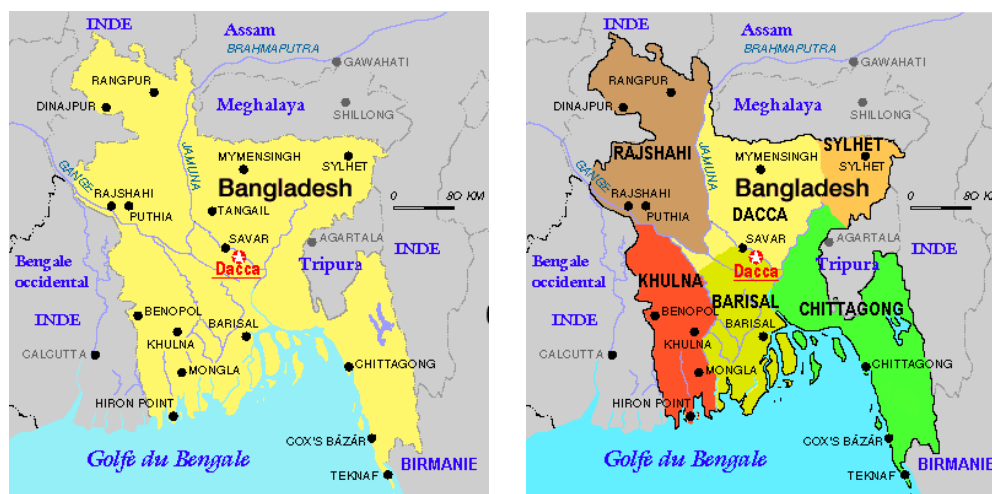 INDE
Assam
BRAHMAPUTRA
GAWAHATI
RANGPUR
DINAJPUR
Meghalaya
SHILLONG
JAMUNA
GANGE
MYMENSINGH
SYLHET
Bangladesh
RAJSHAHI
PUTHIA
TANGAIL
0 80 KM
SAVAR
AGARTALA
INDE
Dacca
Tripura
Bengale
occidental
INDE
BENOPOL
BARISAL
KHULNA
CALCUTTA
MONGLA
CHITTAGONG
HIRON POINT
COX'S BÂZÂR
Golfe du Bengale
BIRMANIE
TEKNAF
INDE
Assam
BRAHMAPUTRA
GAWAHATI
RANGPUR
DINAJPUR
Meghalaya
SHILLONG
JAMUNA
GANGE
RAJSHAHI
MYMENSINGH
SYLHET
SYLHET
Bangladesh
RAJSHAHI
PUTHIA
DACCA
0 80 KM
SAVAR
AGARTALA
INDE
Dacca
Tripura
Bengale
occidental
KHULNA
BARISAL
CHITTAGONG
INDE
BENOPOL
BARISAL
KHULNA
CALCUTTA
MONGLA
CHITTAGONG
HIRON POINT
COX'S BÂZÂR
Golfe du Bengale
BIRMANIE
TEKNAF